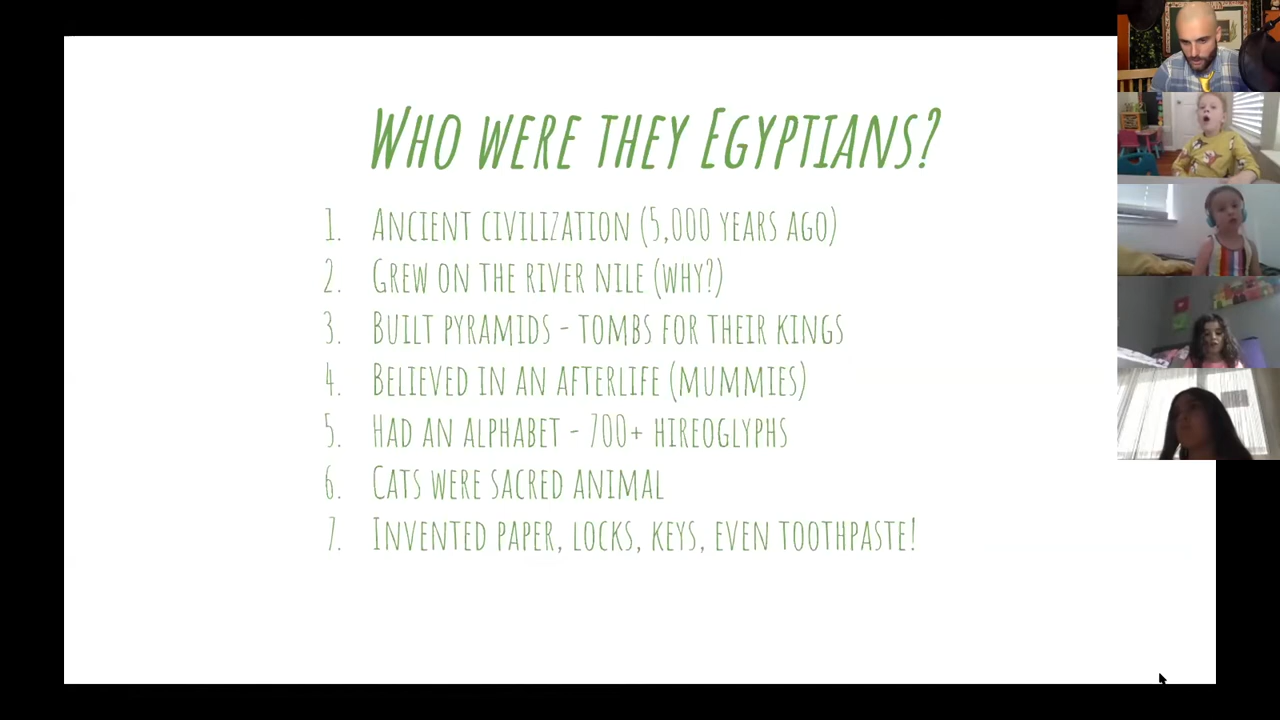 WHO WERE THEY EGYPTIANS?
1. ANCIENT CIVILIZATION (5,000 YEARS AGO)
2. GREW ON THE RIVER NILE (WHY?)
3. BUILT PYRAMIDS - TOMBS FOR THEIR KINGS
4. BELIEVED IN AN AFTERLIFE (MUMMIES)
5. HAD AN ALPHABET - 700+ HIREOGLYPHS
6. CATS WERE SACRED ANIMAL
7. INVENTED PAPER, LOCKS, KEYS, EVEN TOOTHPASTE!